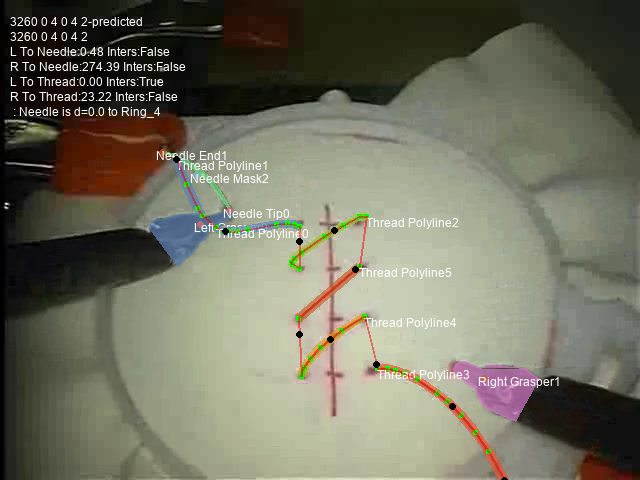 3260 0 4 0 4 2-predicted
3260 0 4 0 4 2
L To Needle:0.48 Inters:False
R To Needle:274.39 Inters:False
L To Thread:0.00 Inters:True
R To Thread:23.22 Inters:False
: Needle is d=0.0 to Ring_4
Needle End1
Thread Polyline1
Needle Mask2
Needle Tip0
Thread Polyline0
Thread Polyline2
Thread Polyline5
Thread Polyline4
Thread Polyline3
Right Grasper1